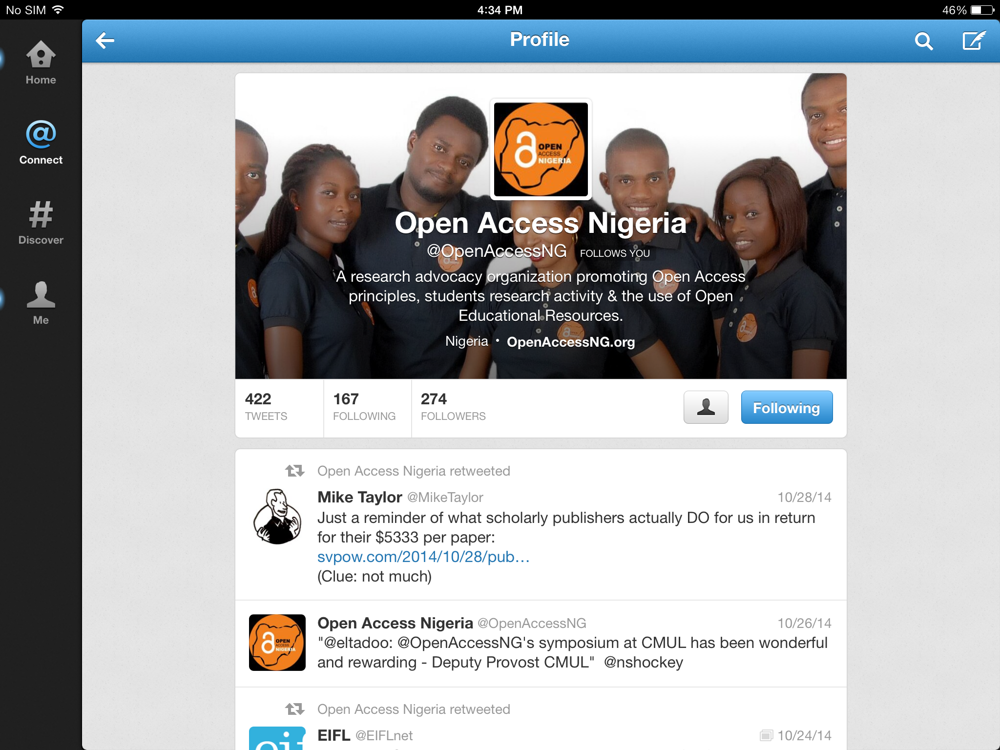 No SIM 4:34 PM 46%
Profile
Home
Connect
Discover
Me
OPEN
ACCESS
NIGERIA
Open Access Nigeria
@OpenAccessNG FOLLOWS YOU
A research advocacy organization promoting Open Access
principles, students research activity & the use of Open
Educational Resources.
Nigeria • OpenAccessNG.org
422 TWEETS
167 FOLLOWING
274 FOLLOWERS
Following
Open Access Nigeria retweeted
Mike Taylor @MikeTaylor 10/28/14
Just a reminder of what scholarly publishers actually DO for us in return
for their $5333 per paper:
svpow.com/2014/10/28/pub…
(Clue: not much)
OPEN
ACCESS
NIGERIA
Open Access Nigeria @OpenAccessNG 10/26/14
"@eltadoo: @OpenAccessNG's symposium at CMUL has been wonderful
and rewarding - Deputy Provost CMUL"  @nshockey
Open Access Nigeria retweeted
EIFL @EIFLnet 10/24/14